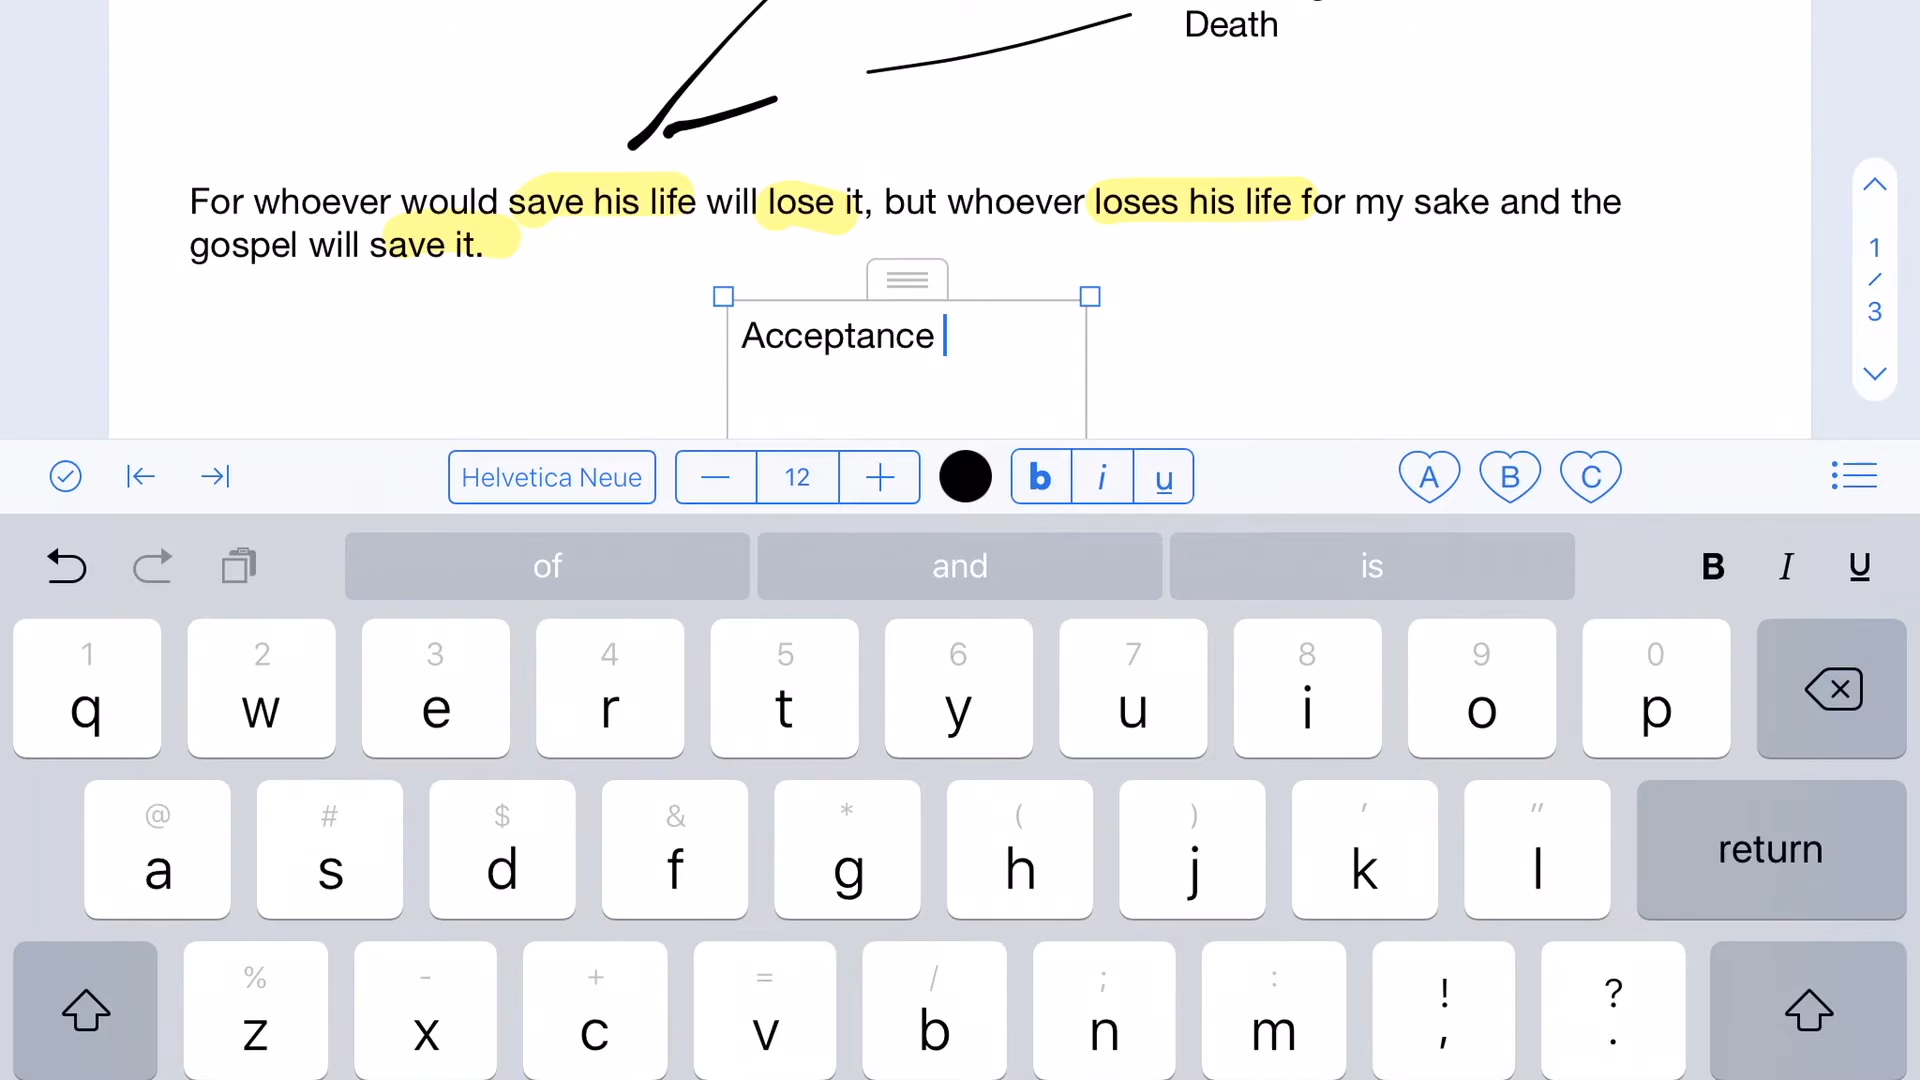 Death
For whoever would save his life will lose it, but whoever loses his life for my sake and the
gospel will save it.
Acceptance
1
/
3
Helvetica Neue
— 12 +
b i u
A B C
of and is
B I U
1 2 3 4 5 6 7 8 9 0
q w e r t y u i o p
@ # $ & * ( ) ' "
a s d f g h j k l
return
% - + = / ; : ! ?
z x c v b n m , .